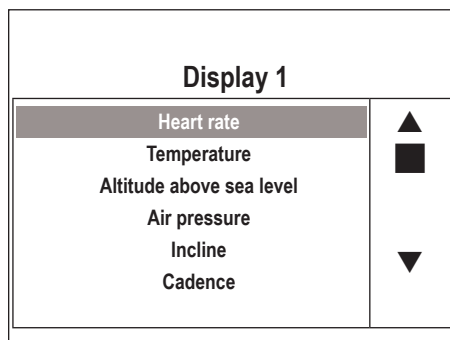 Display 1
Heart rate
Temperature
Altitude above sea level
Air pressure
Incline
Cadence